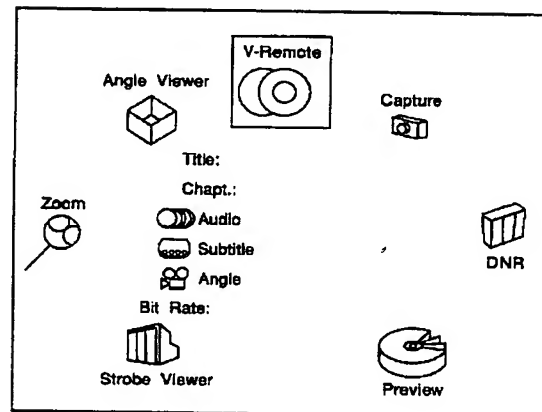 V-Remote
Angle Viewer
Capture
Title:
Chapt.:
Zoom
Audio
Subtitle
DNR
Angle
Bit Rate:
Strobe Viewer
Preview